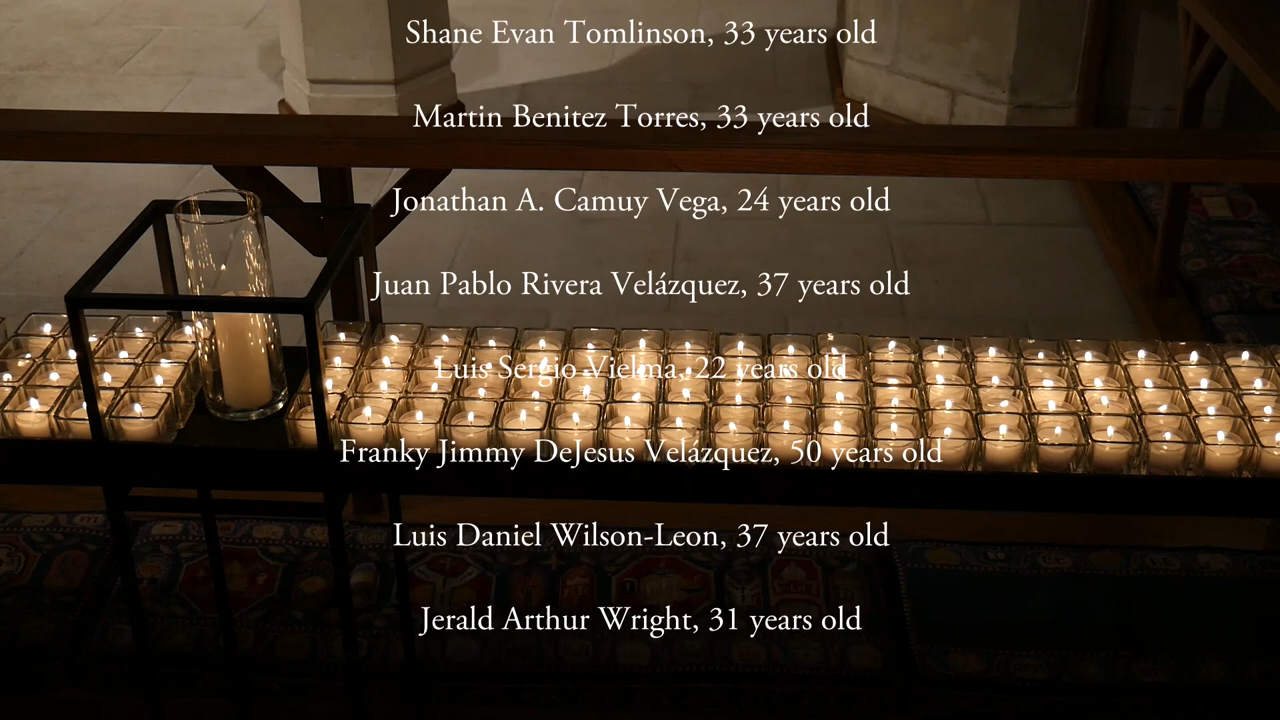 Shane Evan Tomlinson, 33 years old
Martin Benitez Torres, 33 years old
Jonathan A. Camuy Vega, 24 years old
Juan Pablo Rivera Velázquez, 37 years old
Luis Sergio Vielma, 22 years old
Franky Jimmy DeJesus Velázquez, 50 years old
Luis Daniel Wilson-Leon, 37 years old
Jerald Arthur Wright, 31 years old